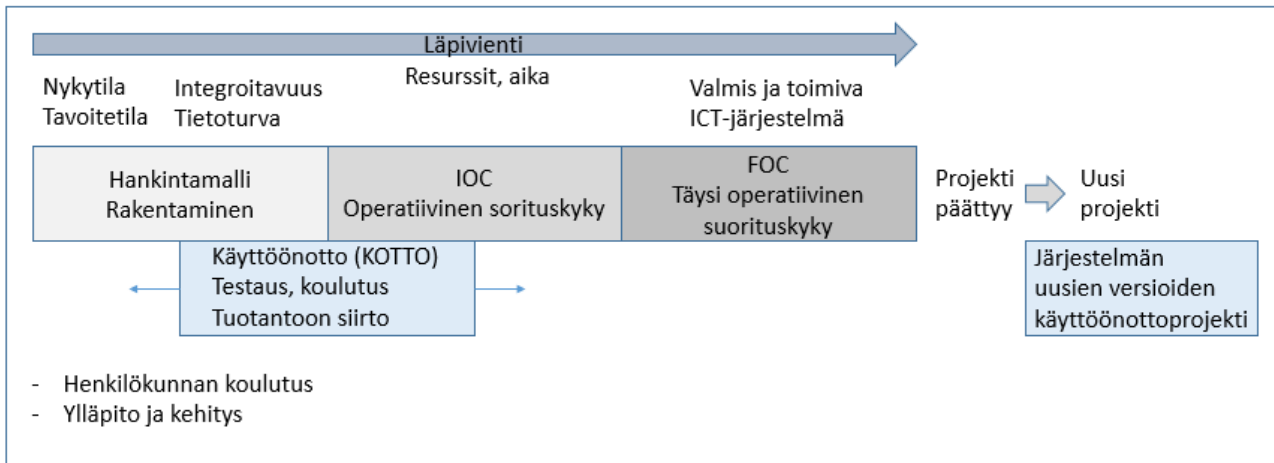 Läpivienti
Resurssit, aika
Nykytila
Tavoitetila
Integroitavuus
Tietoturva
Valmis ja toimiva
ICT-järjestelmä
Hankintamalli
Rakentaminen
IOC
Operatiivinen sorituskyky
FOC
Täysi operatiivinen
suorituskyky
Projekti
päättyy
Uusi
projekti
Käyttöönotto (KOTTO)
Testaus, koulutus
Tuotantoon siirto
Järjestelmän
uusien versioiden
käyttöönottoprojekti
- Henkilökunnan koulutus
- Ylläpito ja kehitys